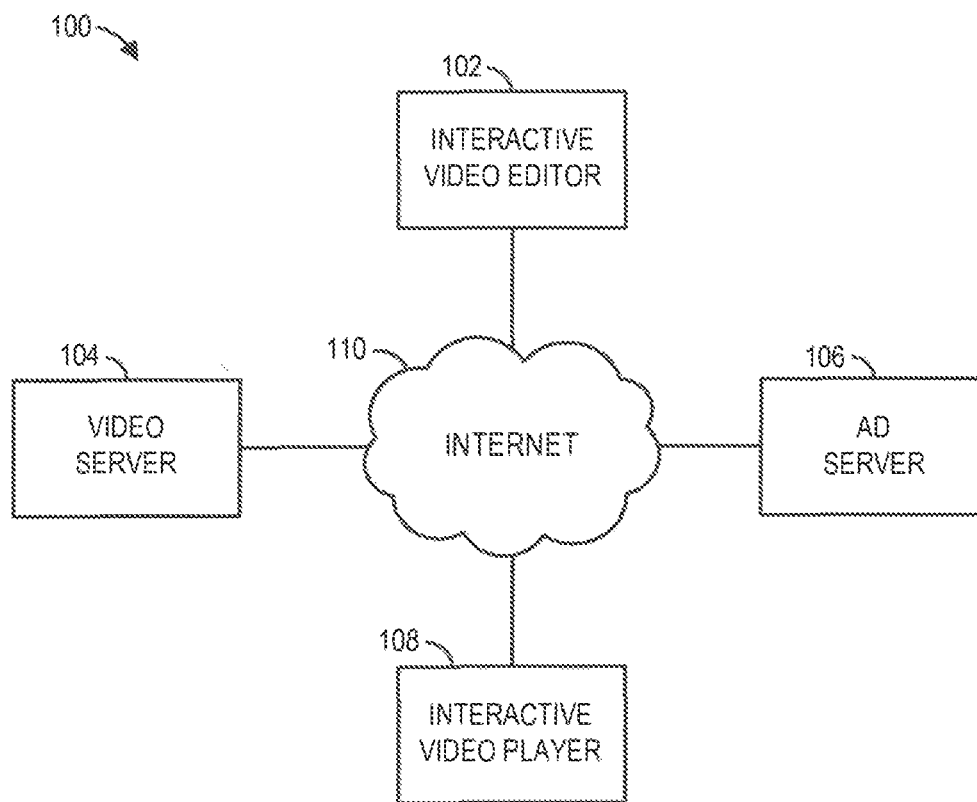 100
102
INTERACTIVE
VIDEO EDITOR
104
VIDEO
SERVER
110
INTERNET
106
AD
SERVER
108
INTERACTIVE
VIDEO PLAYER